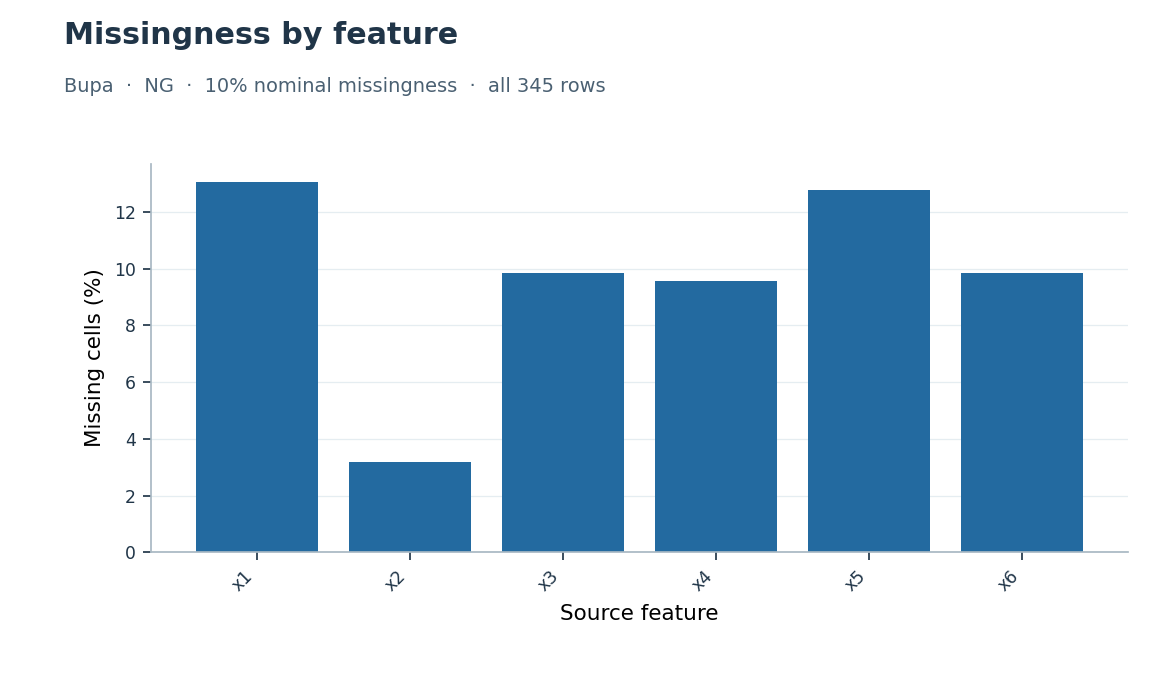 Missingness by feature
Bupa · NG · 10% nominal missingness · all 345 rows
Missing cells (%)
12
10
8
6
4
2
0
x1 x2 x3 x4 x5 x6
Source feature